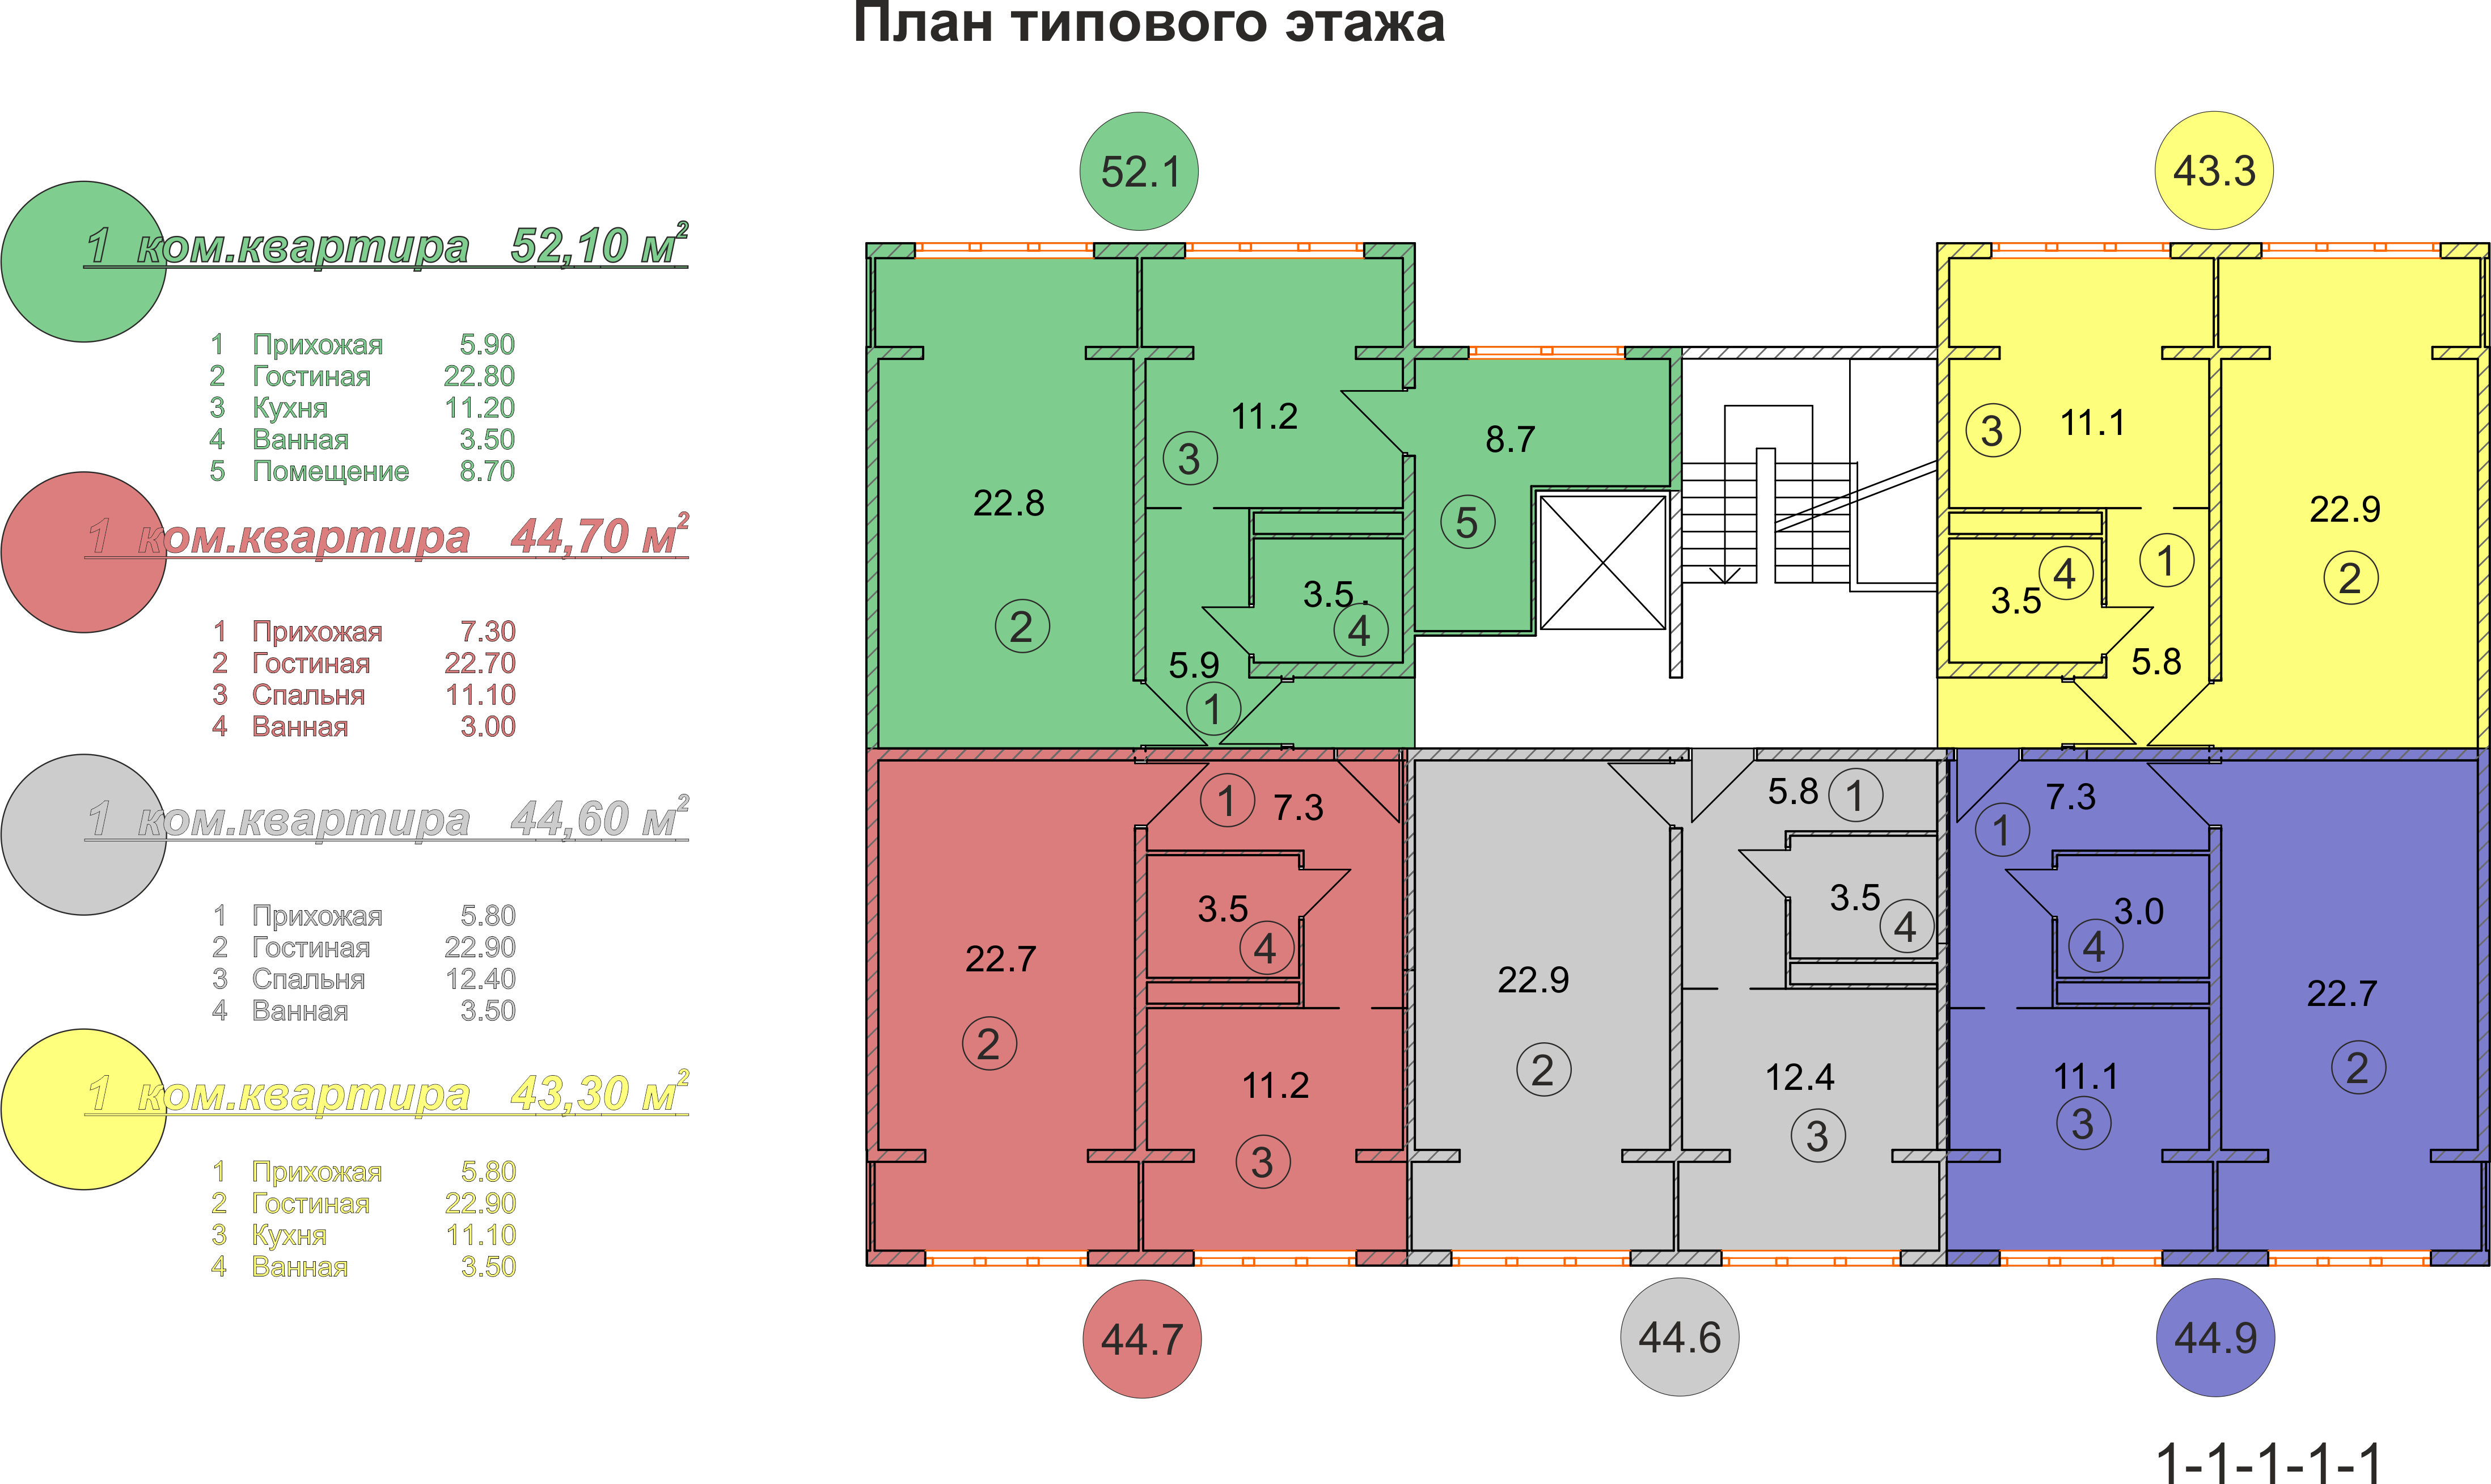 План типового этажа
1 ком.квартира 52,10 м²
1 Прихожая 5.90
2 Гостиная 22.80
3 Кухня 11.20
4 Ванная 3.50
5 Помещение 8.70
1 ком.квартира 44,70 м²
1 Прихожая 7.30
2 Гостиная 22.70
3 Спальня 11.10
4 Ванная 3.00
1 ком.квартира 44,60 м²
1 Прихожая 5.80
2 Гостиная 22.90
3 Спальня 12.40
4 Ванная 3.50
1 ком.квартира 43,30 м²
1 Прихожая 5.80
2 Гостиная 22.90
3 Кухня 11.10
4 Ванная 3.50
52.1
43.3
11.2
3
8.7
22.8
5
3.5.
4
2
5.9
1
3
11.1
22.9
4
1
2
3.5
5.8
1
7.3
3.5
4
22.7
2
11.2
3
5.8
1
3.5
4
22.9
2
12.4
3
7.3
1
3.0
4
22.7
11.1
2
3
44.7
44.6
44.9
1-1-1-1-1